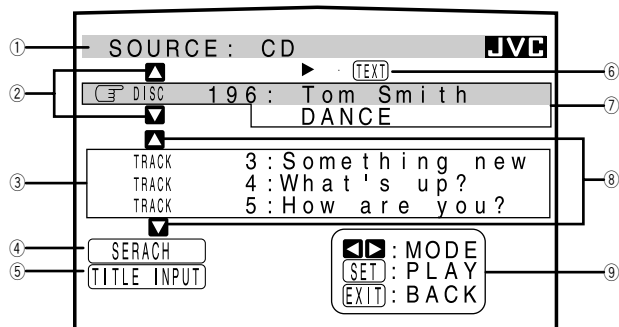 ① SOURCE: CD JVC
② ▶ · TEXT ⑥
☞ DISC 196: Tom Smith ⑦
DANCE
TRACK 3:Something new
③ TRACK 4:What's up? ⑧
TRACK 5:How are you?
④ SERACH ◀▶: MODE
⑤ TITLE INPUT SET: PLAY ⑨
EXIT: BACK